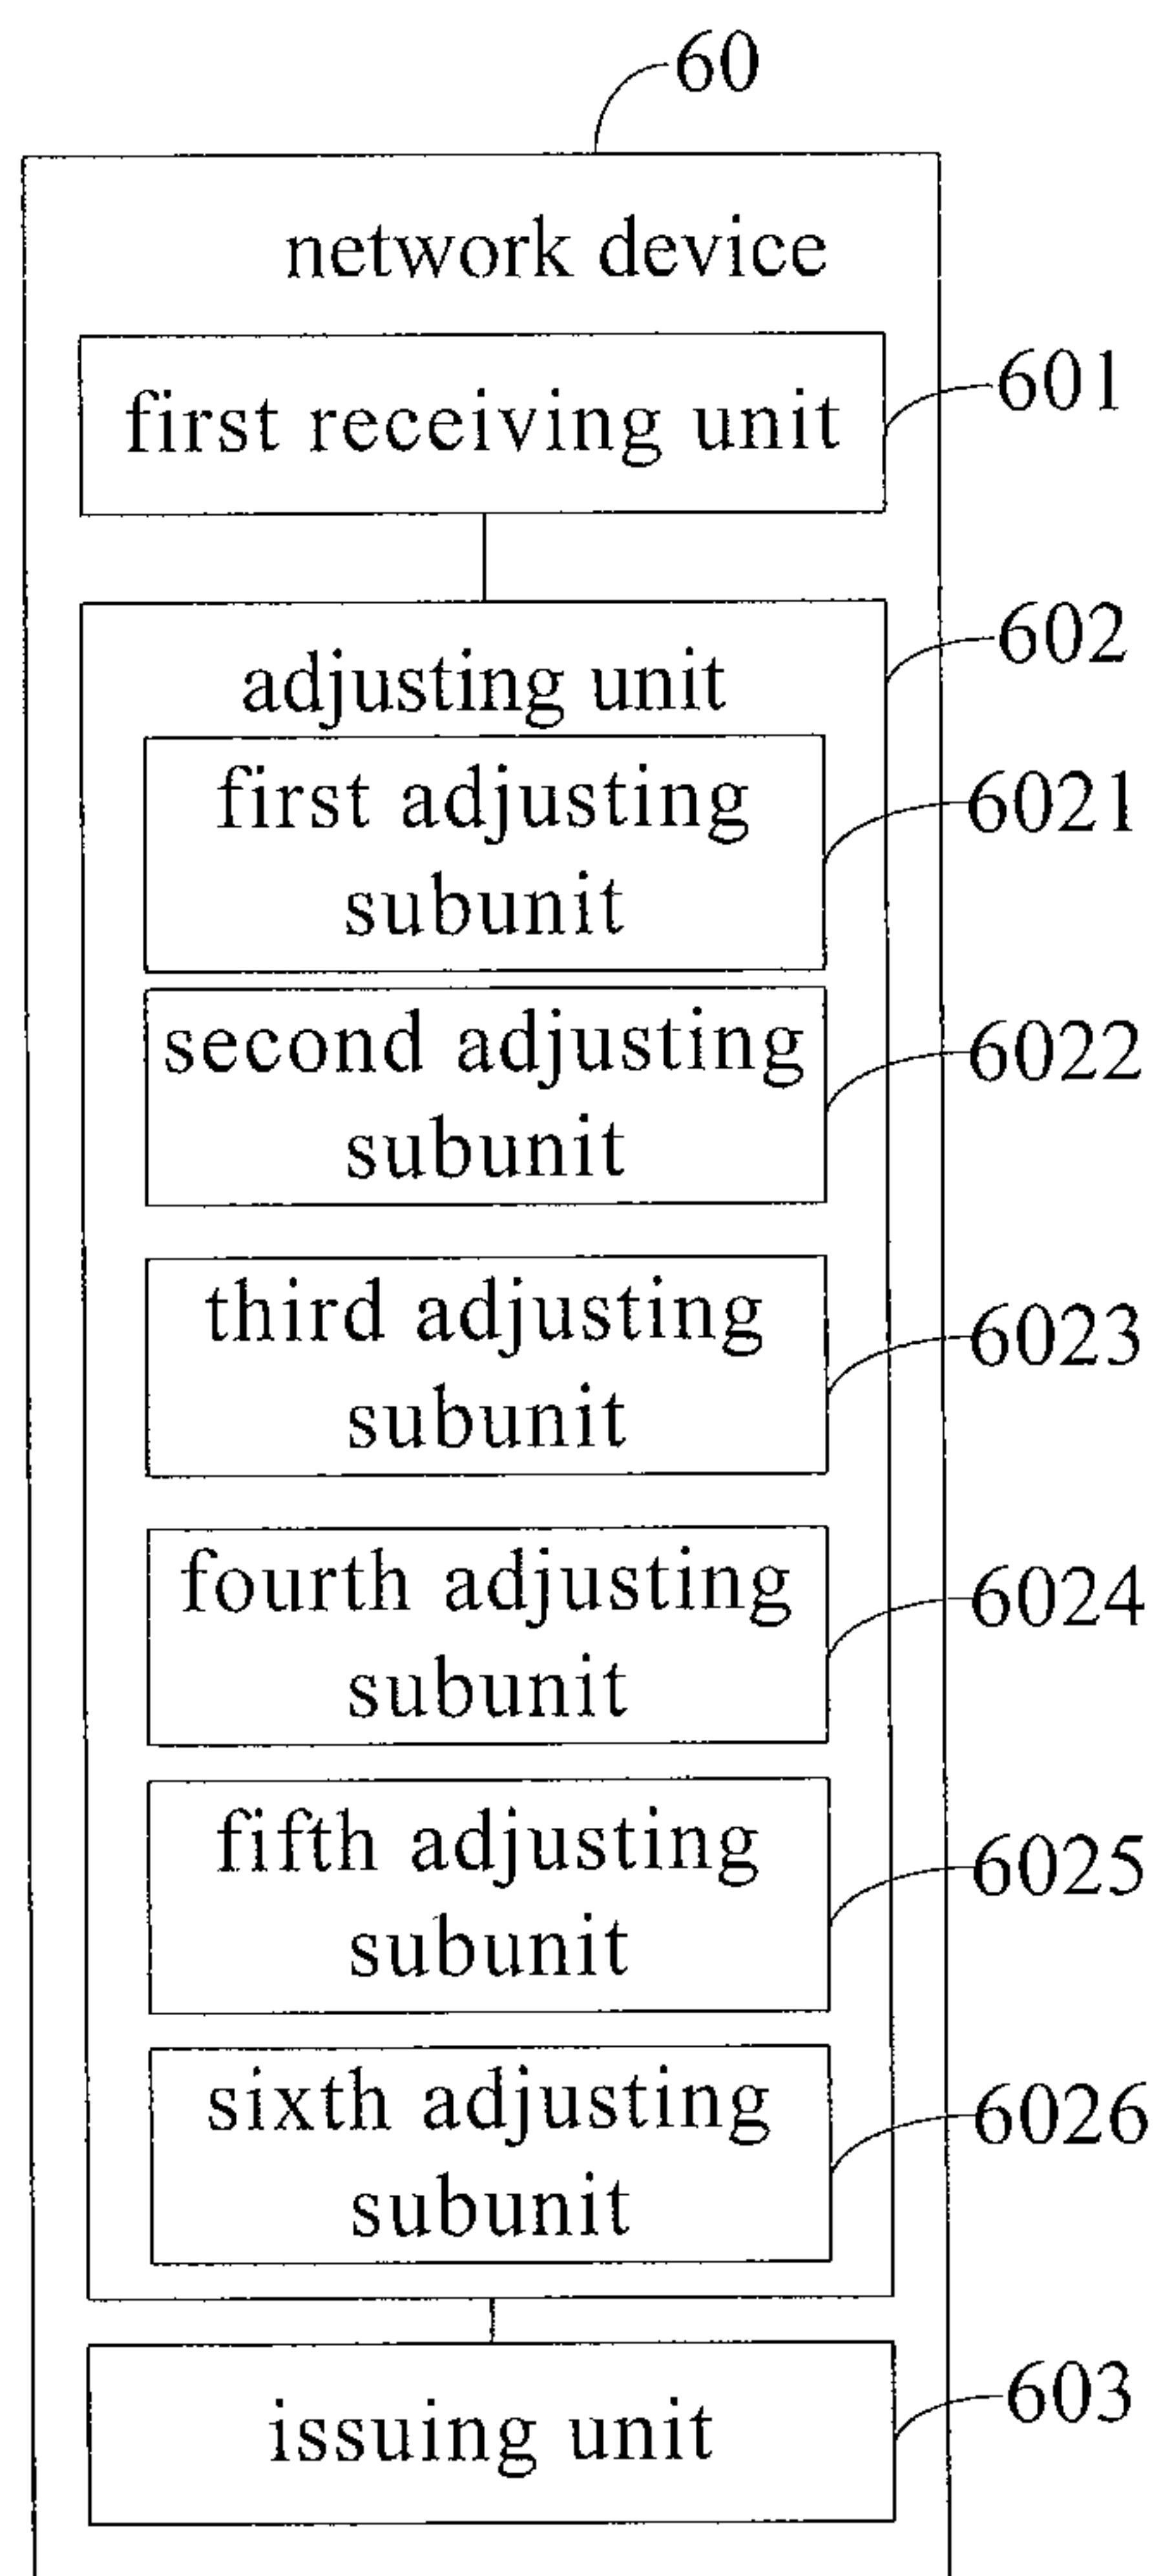 60
network device
first receiving unit
601
adjusting unit
602
first adjusting
subunit
6021
second adjusting
subunit
6022
third adjusting
subunit
6023
fourth adjusting
subunit
6024
fifth adjusting
subunit
6025
sixth adjusting
subunit
6026
issuing unit
603